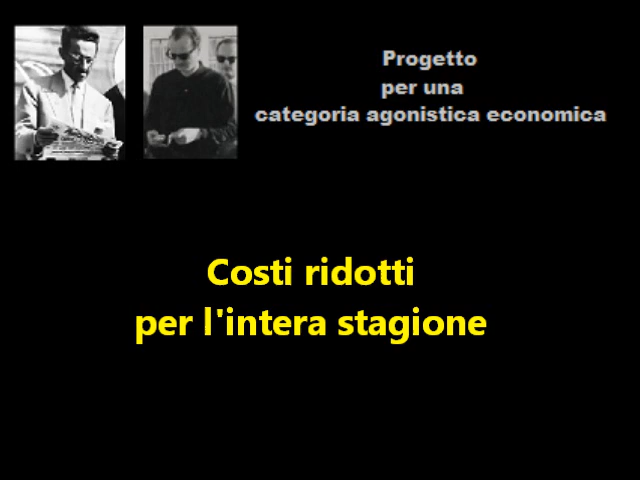 Progetto
per una
categoria agonistica economica
Costi ridotti
per l'intera stagione